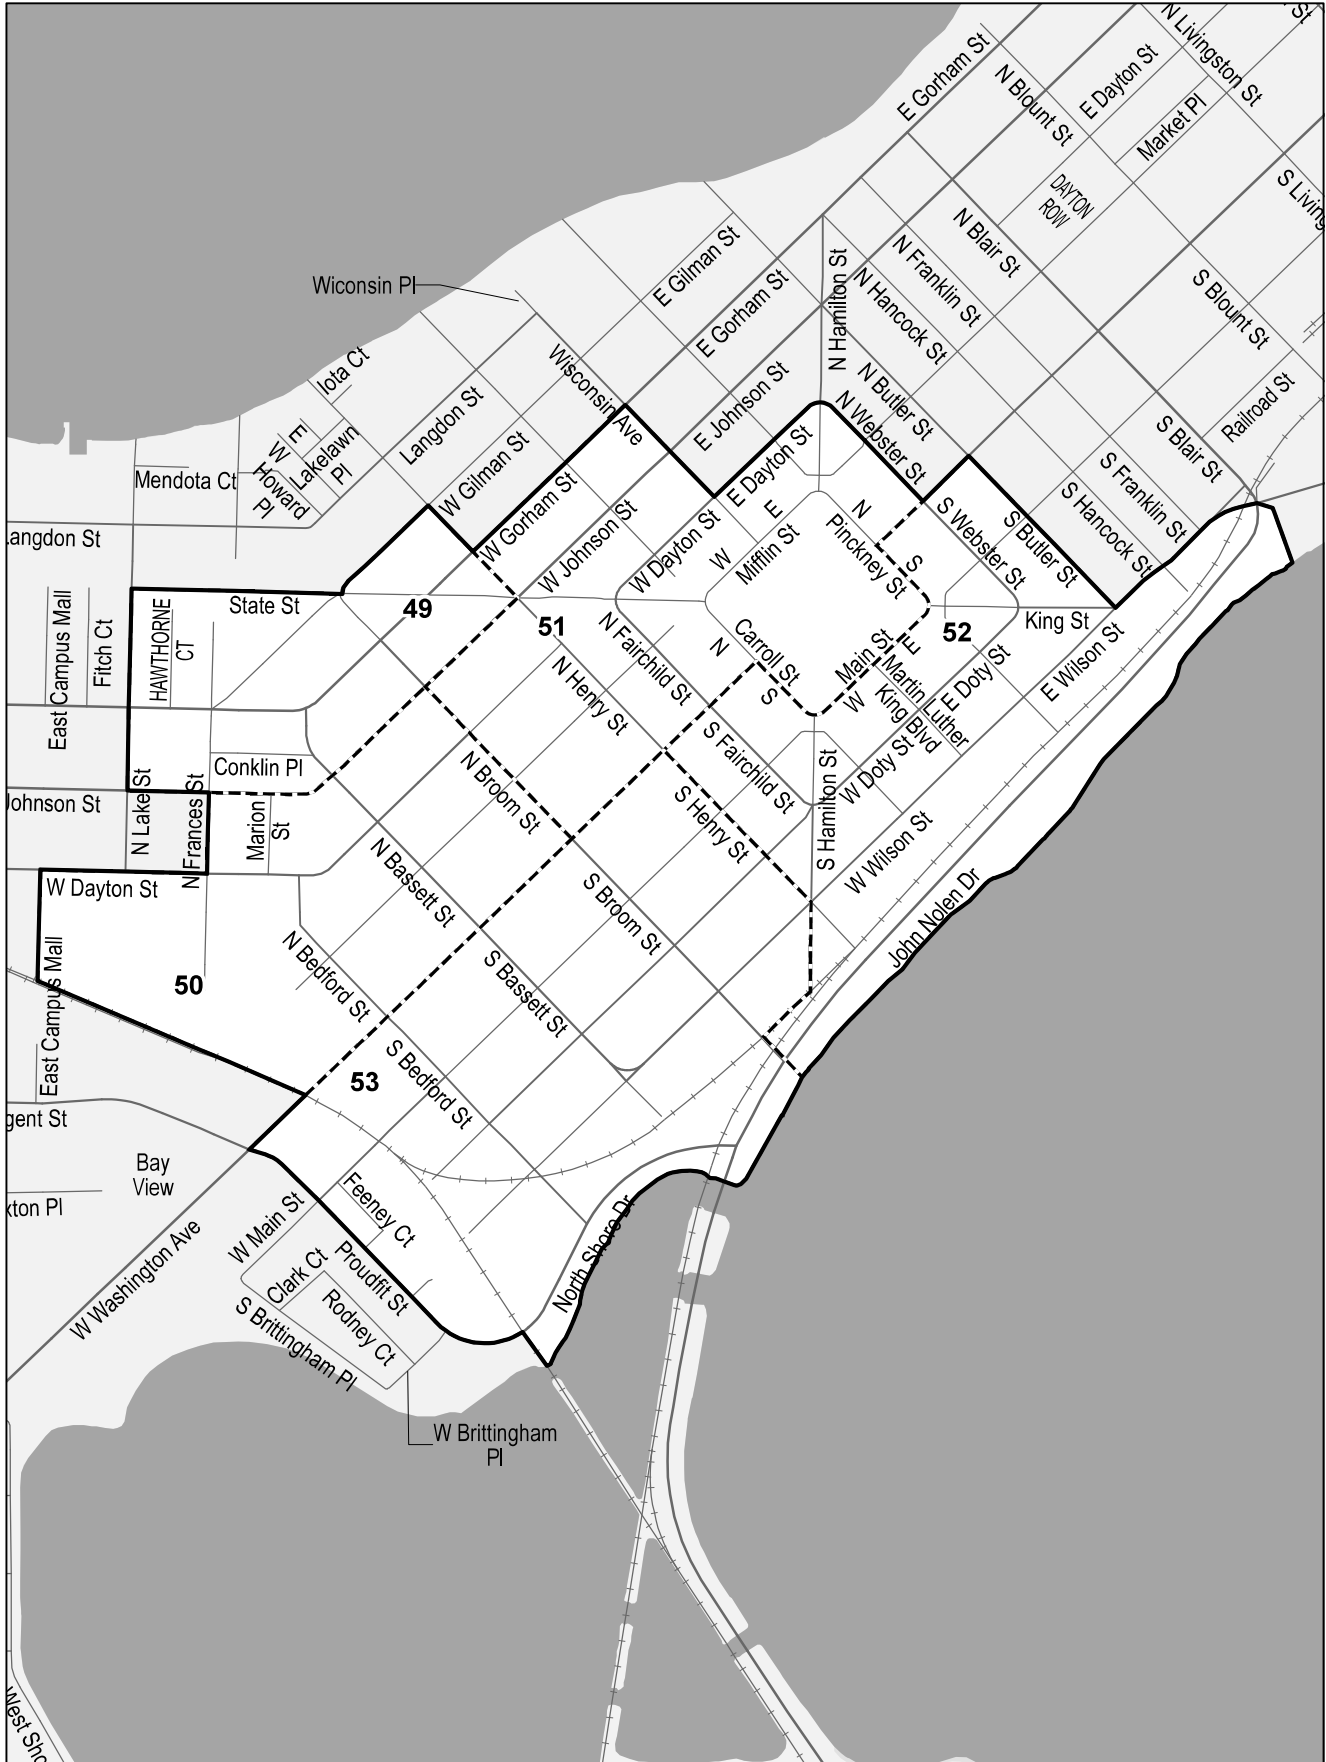 N Livingston St
St
E Gorham St
N Blount St
E Dayton St
Market Pl
DAYTON
ROW
S Living
N Blair St
N Franklin St
E Gilman St
N Hamilton St
N Hancock St
S Blount St
Wiconsin Pl
E Gorham St
Wisconsin Ave
Iota Ct
E Johnson St
N Butler St
Railroad St
Langdon St
N Webster St
S Blair St
E
W
Lakelawn
Pl
Howard
Pl
W Gilman St
E Dayton St
S Franklin St
Mendota Ct
W Gorham St
E
N
S Hancock St
Langdon St
W Johnson St
W Dayton St
W
Mifflin St
Pinckney St
S
S Webster St
S Butler St
East Campus Mall
Fitch Ct
HAWTHORNE
CT
State St
49
51
52
King St
N Fairchild St
N
Carroll St
S
Main St
E
W
Martin Luther
King Blvd
E Doty St
E Wilson St
N Henry St
S Fairchild St
W Doty St
Conklin Pl
Johnson St
N Lake St
N Frances St
Marion
St
N Broom St
S Henry St
S Hamilton St
W Wilson St
W Dayton St
N Bassett St
S Broom St
John Nolen Dr
East Campus Mall
50
N Bedford St
S Bassett St
53
S Bedford St
gent St
Bay
View
xton Pl
W Washington Ave
W Main St
Feeney Ct
North Shore Dr
Clark Ct
Proudfit St
Rodney Ct
S Brittingham Pl
W Brittingham
Pl
West Sho